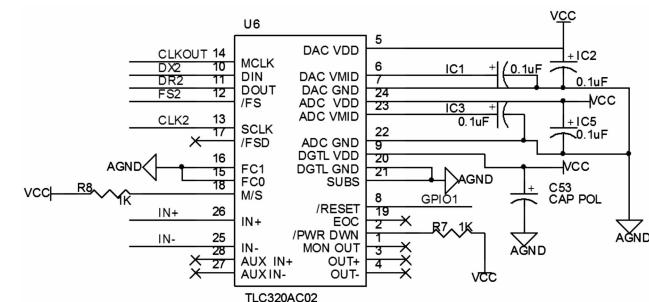 U6
VCC
CLKOUT 14 MCLK
DX2 10 DIN
DR2 11 DOUT
FS2 12 /FS
CLK2 13 SCLK
17 /FSD
AGND 16 FC1
15 FC0
VCC R8 1K 18 M/S
IN+ 26 IN+
IN- 25 IN-
28 AUX IN+
27 AUX IN-
DAC VDD 5
DAC VMID 6 IC1 + 0.1uF
DAC GND 7
ADC VDD 24 VCC
ADC VMID 23 IC3 + 0.1uF
ADC GND 22
DGTL VDD 9 VCC
DGTL GND 20
SUBS 21 AGND
/RESET 8 GPIO1
EOC 19
/PWR DWN 2 R7 1K
MON OUT 1
OUT+ 3
OUT- 4
+ IC2
0.1uF
+ IC5
0.1uF
+ C53
CAP POL
AGND
AGND
VCC
TLC320AC02